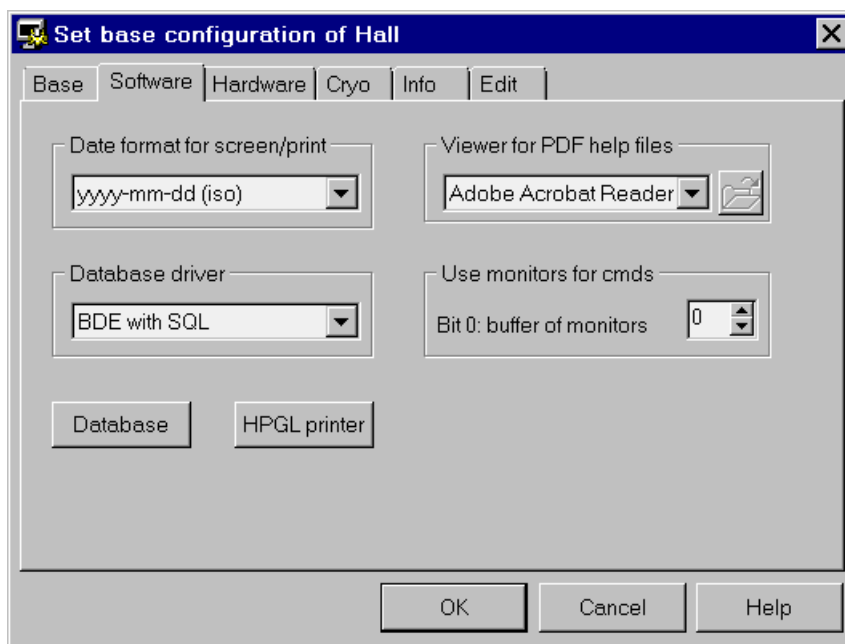 Set base configuration of Hall
Base Software Hardware Cryo Info Edit
Date format for screen/print
yyyy-mm-dd (iso)
Viewer for PDF help files
Adobe Acrobat Reader
Database driver
BDE with SQL
Use monitors for cmds
Bit 0: buffer of monitors 0
Database HPGL printer
OK Cancel Help